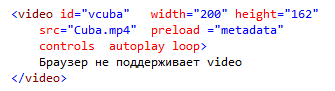 <video id="vcuba" width="200" height="162"
src="Cuba.mp4" preload ="metadata"
controls autoplay loop>
Браузер не поддерживает video
</video>